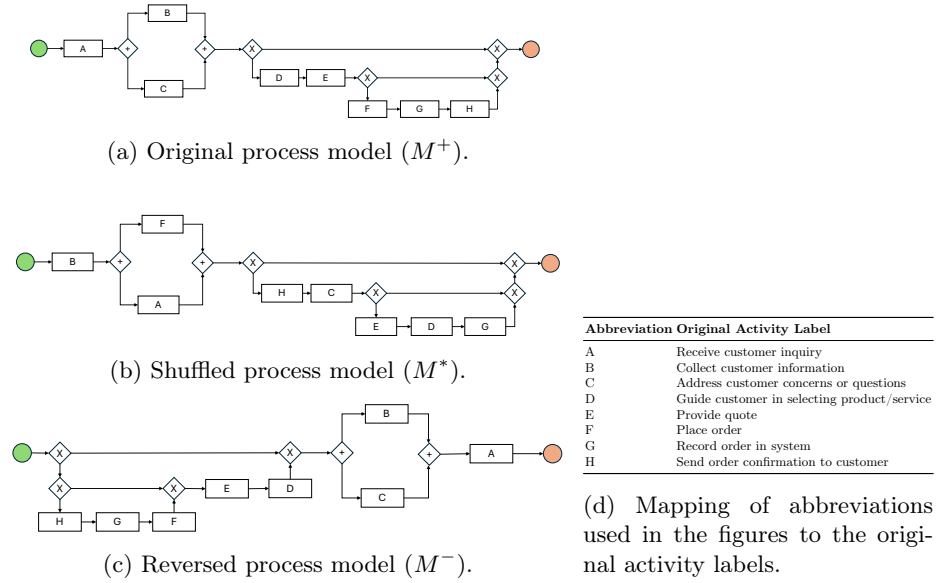 B
A
+
+
X
X
C
D
E
X
X
F
G
H
(a) Original process model (M⁺).
F
B
+
+
X
X
A
H
C
X
X
E
D
G
(b) Shuffled process model (M*).
B
X
X
+
+
A
X
X
E
D
C
H
G
F
(c) Reversed process model (M⁻).
Abbreviation Original Activity Label
A Receive customer inquiry
B Collect customer information
C Address customer concerns or questions
D Guide customer in selecting product/service
E Provide quote
F Place order
G Record order in system
H Send order confirmation to customer
(d) Mapping of abbreviations
used in the figures to the origi-
nal activity labels.